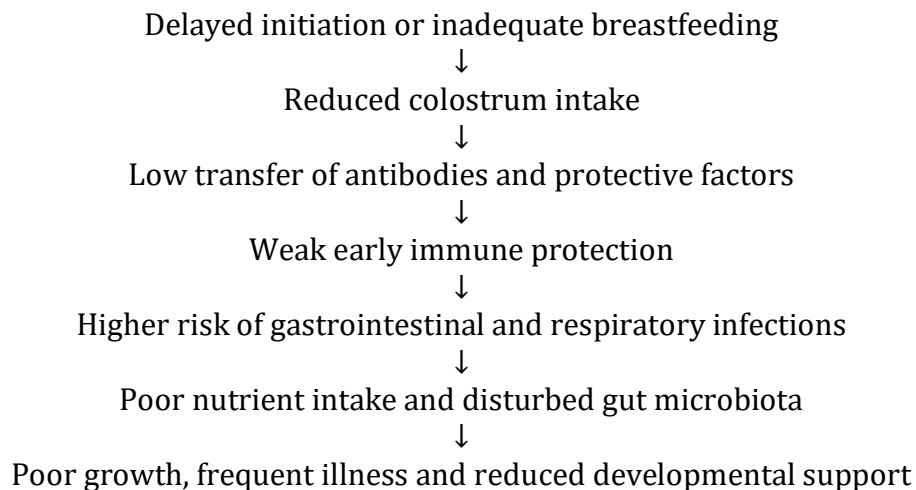 Delayed initiation or inadequate breastfeeding
↓
Reduced colostrum intake
↓
Low transfer of antibodies and protective factors
↓
Weak early immune protection
↓
Higher risk of gastrointestinal and respiratory infections
↓
Poor nutrient intake and disturbed gut microbiota
↓
Poor growth, frequent illness and reduced developmental support